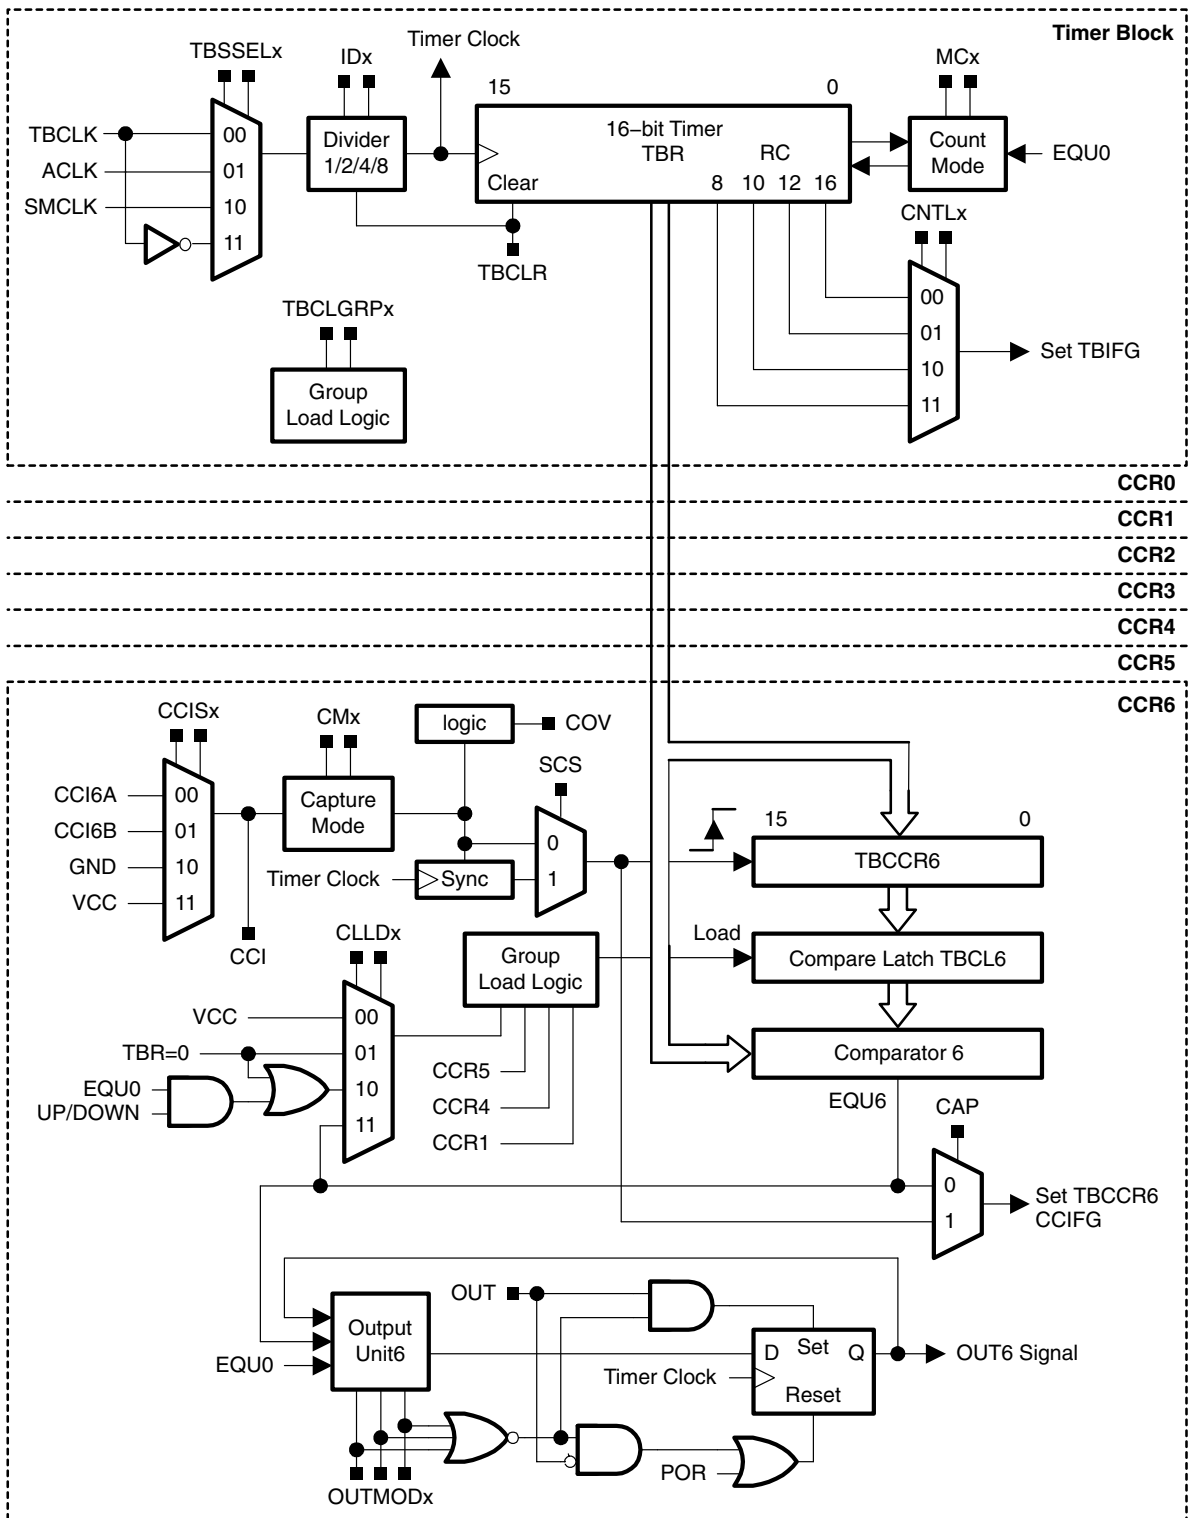 Timer Block
Timer Clock
TBSSELx
IDx
15
0
MCx
TBCLK
ACLK
SMCLK
00
01
10
11
Divider
1/2/4/8
16−bit Timer
TBR
RC
Clear
8
10
12
16
Count
Mode
EQU0
TBCLR
CNTLx
00
01
10
11
Set TBIFG
TBCLGRPx
Group
Load Logic
CCR0
CCR1
CCR2
CCR3
CCR4
CCR5
CCR6
CCISx
CMx
logic
COV
SCS
CCI6A
CCI6B
GND
VCC
00
01
10
11
Capture
Mode
0
1
Timer Clock
Sync
CCI
15
0
TBCCR6
Load
Compare Latch TBCL6
Comparator 6
EQU6
CLLDx
Group
Load Logic
VCC
TBR=0
EQU0
UP/DOWN
00
01
10
11
CCR5
CCR4
CCR1
CAP
0
1
Set TBCCR6
CCIFG
OUT
Output
Unit6
EQU0
D
Set
Q
Timer Clock
Reset
OUT6 Signal
POR
OUTMODx